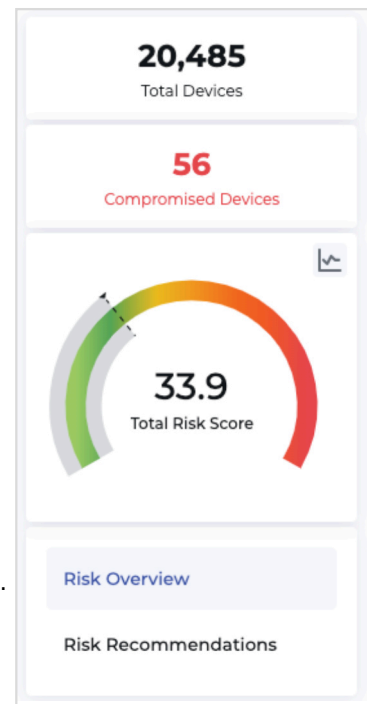 20,485
Total Devices
56
Compromised Devices
33.9
Total Risk Score
.
Risk Overview
Risk Recommendations